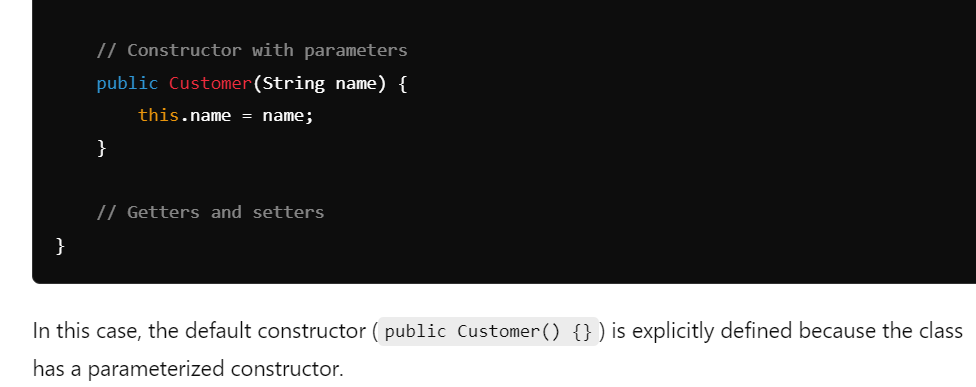 // Constructor with parameters
public Customer(String name) {
this.name = name;
}
// Getters and setters
}
In this case, the default constructor (public Customer() {}) is explicitly defined because the class
has a parameterized constructor.